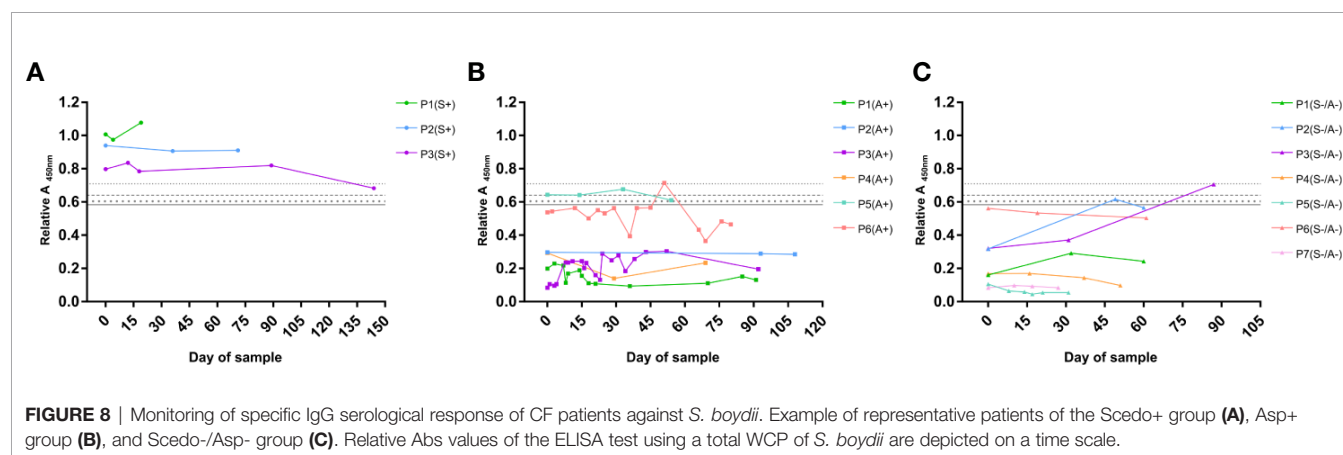 A
B
C
Relative A 450nm
1.2
1.0
0.8
0.6
0.4
0.2
0.0
0
15
30
45
60
75
90
105
120
135
150
Day of sample
P1(S+)
P2(S+)
P3(S+)
Relative A 450nm
1.2
1.0
0.8
0.6
0.4
0.2
0.0
0
15
30
45
60
75
90
105
120
Day of sample
P1(A+)
P2(A+)
P3(A+)
P4(A+)
P5(A+)
P6(A+)
Relative A 450nm
1.2
1.0
0.8
0.6
0.4
0.2
0.0
0
15
30
45
60
75
90
105
Day of sample
P1(S-/A-)
P2(S-/A-)
P3(S-/A-)
P4(S-/A-)
P5(S-/A-)
P6(S-/A-)
P7(S-/A-)
FIGURE 8 | Monitoring of specific IgG serological response of CF patients against S. boydii. Example of representative patients of the Scedo+ group (A), Asp+
group (B), and Scedo-/Asp- group (C). Relative Abs values of the ELISA test using a total WCP of S. boydii are depicted on a time scale.